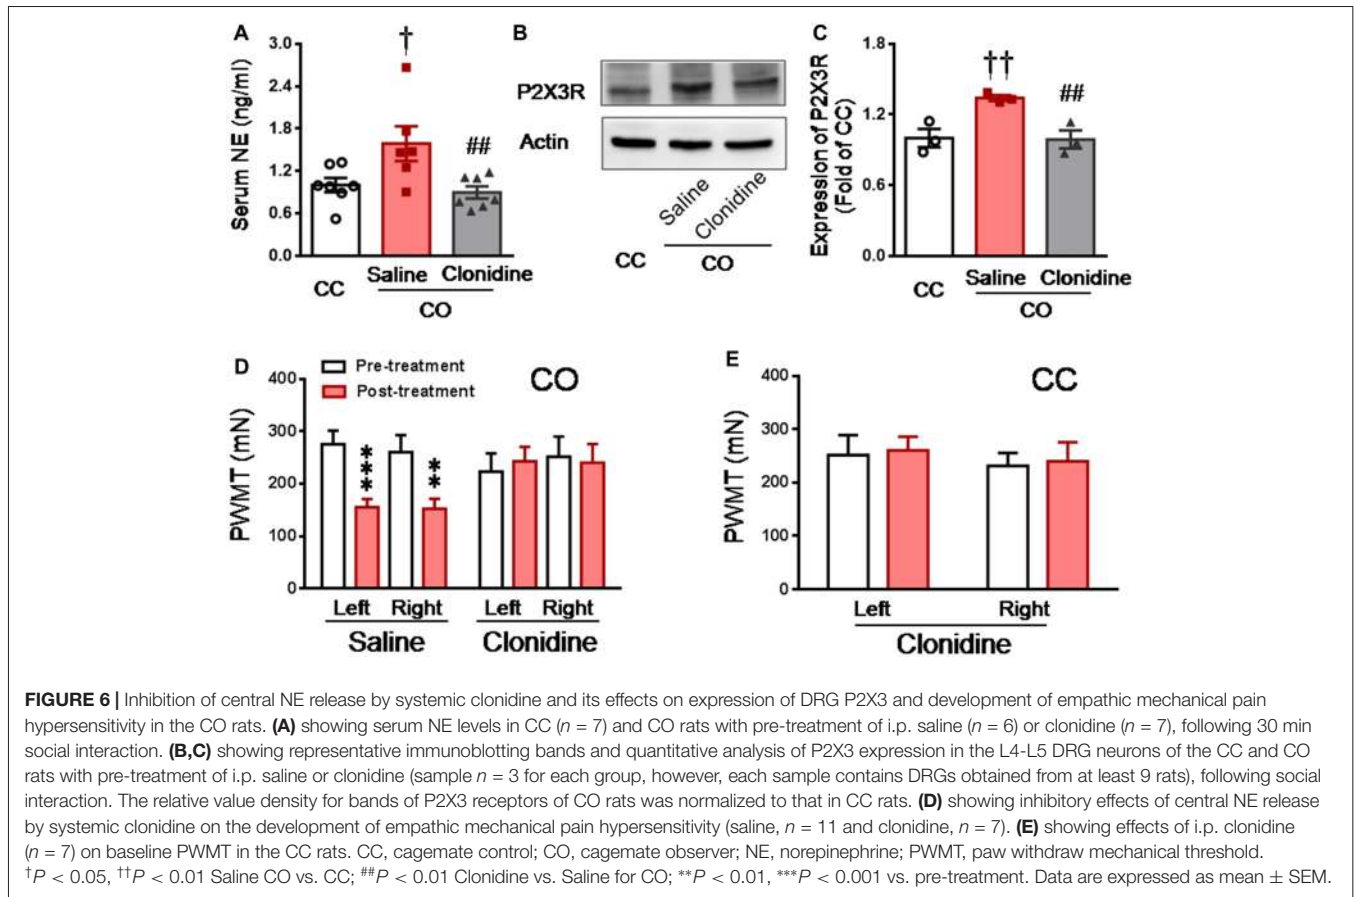 A
Serum NE (ng/ml)
3.0
2.4
1.8
1.2
0.6
0.0
†
##
CC
Saline Clonidine
CO
B
P2X3R
Actin
Saline
Clonidine
CC
CO
C
Expression of P2X3R
(Fold of CC)
1.8
1.2
0.6
0.0
††
##
CC
Saline Clonidine
CO
D
Pre-treatment
Post-treatment
CO
PWMT (mN)
400
300
200
100
0
***
**
Left Right Left Right
Saline Clonidine
E
CC
PWMT (mN)
400
300
200
100
0
Left Right
Clonidine
FIGURE 6 | Inhibition of central NE release by systemic clonidine and its effects on expression of DRG P2X3 and development of empathic mechanical pain
hypersensitivity in the CO rats. (A) showing serum NE levels in CC (n = 7) and CO rats with pre-treatment of i.p. saline (n = 6) or clonidine (n = 7), following 30 min
social interaction. (B,C) showing representative immunoblotting bands and quantitative analysis of P2X3 expression in the L4-L5 DRG neurons of the CC and CO
rats with pre-treatment of i.p. saline or clonidine (sample n = 3 for each group, however, each sample contains DRGs obtained from at least 9 rats), following social
interaction. The relative value density for bands of P2X3 receptors of CO rats was normalized to that in CC rats. (D) showing inhibitory effects of central NE release
by systemic clonidine on the development of empathic mechanical pain hypersensitivity (saline, n = 11 and clonidine, n = 7). (E) showing effects of i.p. clonidine
(n = 7) on baseline PWMT in the CC rats. CC, cagemate control; CO, cagemate observer; NE, norepinephrine; PWMT, paw withdraw mechanical threshold.
†P < 0.05, ††P < 0.01 Saline CO vs. CC; ##P < 0.01 Clonidine vs. Saline for CO; **P < 0.01, ***P < 0.001 vs. pre-treatment. Data are expressed as mean ± SEM.